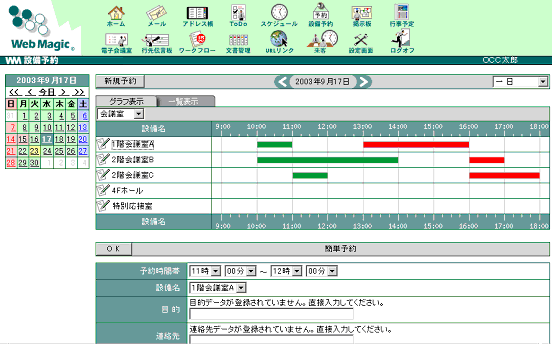 ホーム メール アドレス帳 ToDo スケジュール 設備予約 掲示板 行事予定
Web Magic
電子会議室 行先伝言板 ワークフロー 文書管理 URLリンク 来客 設定画面 ログオフ
WM 設備予約 〇〇〇太郎
2003年9月17日
<< < 今日 > >>
日 月 火 水 木 金 土
31 1 2 3 4 5 6
7 8 9 10 11 12 13
14 15 16 17 18 19 20
21 22 23 24 25 26 27
28 29 30 1 2 3 4
新規予約 2003年9月17日 一 日
グラフ表示 一覧表示
会議室
設備名 9:00 10:00 11:00 12:00 13:00 14:00 15:00 16:00 17:00 18:00
1階会議室A
2階会議室B
2階会議室C
4Fホール
特別応接室
設備名 9:00 10:00 11:00 12:00 13:00 14:00 15:00 16:00 17:00 18:00
OK 簡単予約
予約時間帯 11時 00分 ～ 12時 00分
設備名 1階会議室A
目的 目的データが登録されていません。直接入力してください。
連絡先 連絡先データが登録されていません。直接入力してください。